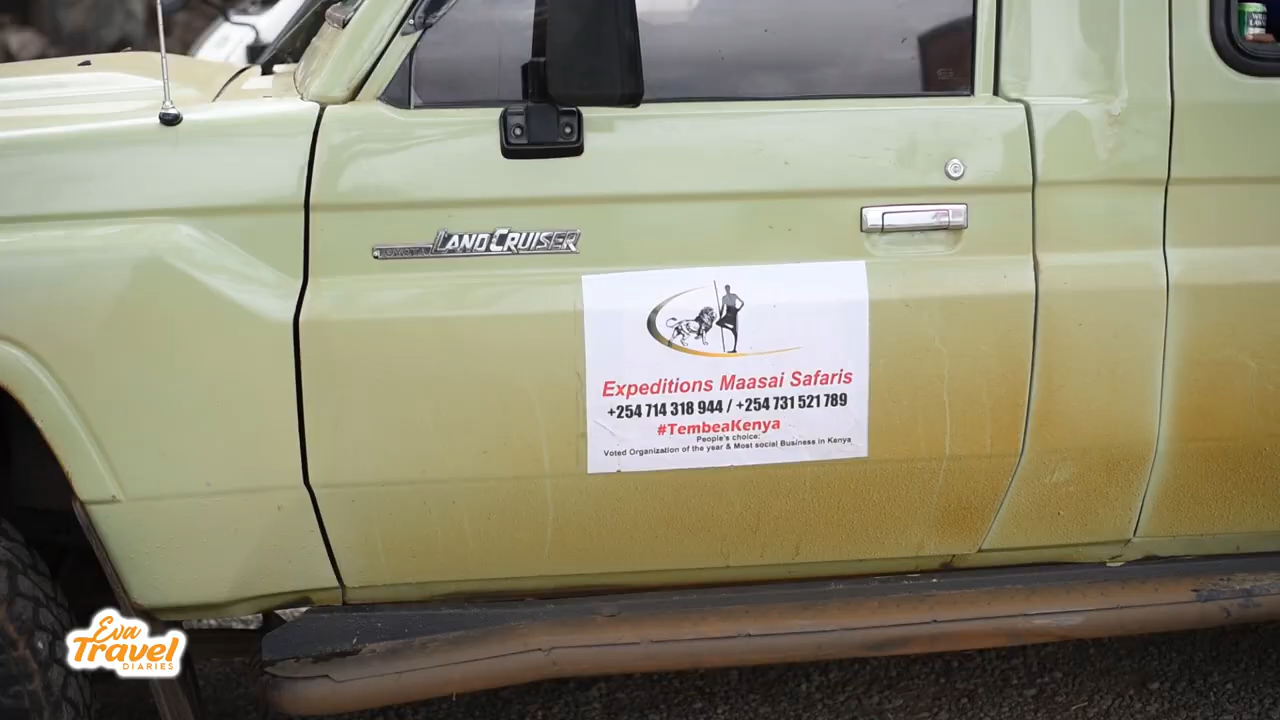 TOYOTA LAND CRUISER
Expeditions Maasai Safaris
+254 714 318 944 / +254 731 521 789
#TembeaKenya
People's choice:
Voted Organization of the year & Most social Business in Kenya
Eva
Travel
DIARIES